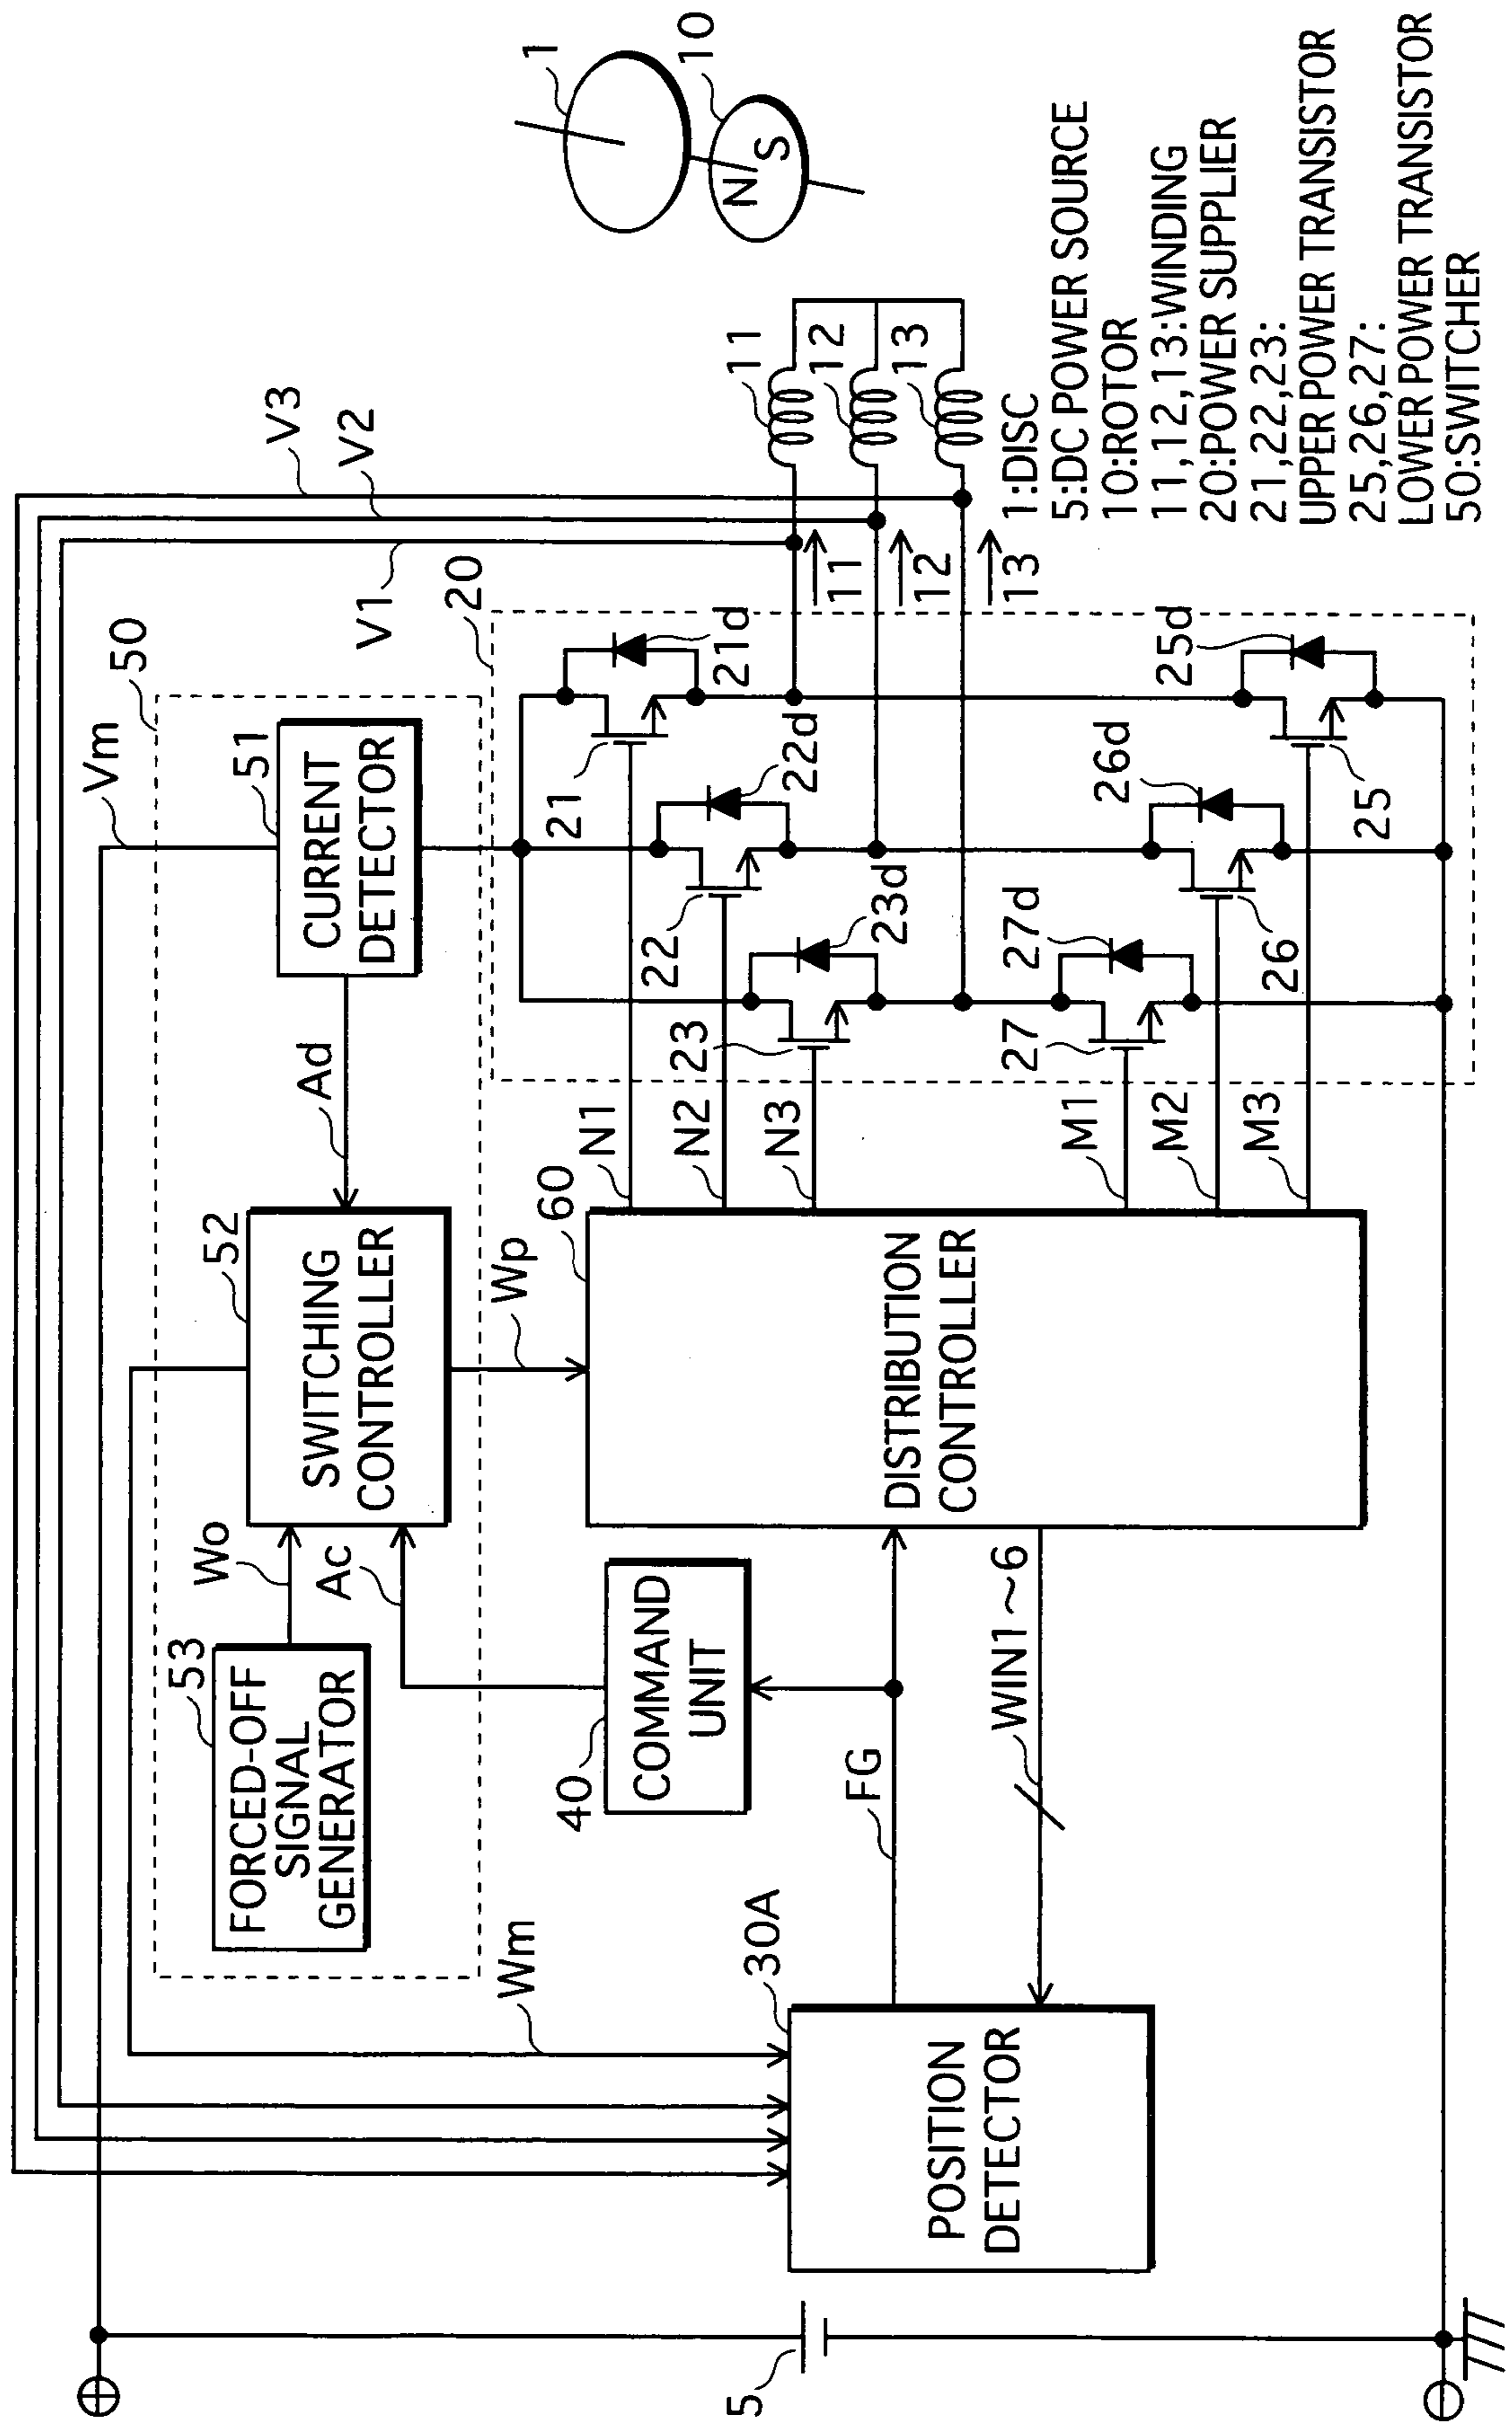 V3
V2
V1
Vm
50
51
CURRENT
DETECTOR
Ad
52
SWITCHING
CONTROLLER
Wo
Ac
53
FORCED-OFF
SIGNAL
GENERATOR
Wm
Wp
20
21
21d
22
22d
23
23d
25
25d
26
26d
27
27d
N1
N2
N3
M1
M2
M3
60
DISTRIBUTION
CONTROLLER
40
COMMAND
UNIT
FG
WIN1~6
30A
POSITION
DETECTOR
5
11
12
13
11
12
13
1
10
N
S
1:DISC
5:DC POWER SOURCE
10:ROTOR
11,12,13:WINDING
20:POWER SUPPLIER
21,22,23:
UPPER POWER TRANSISTOR
25,26,27:
LOWER POWER TRANSISTOR
50:SWITCHER